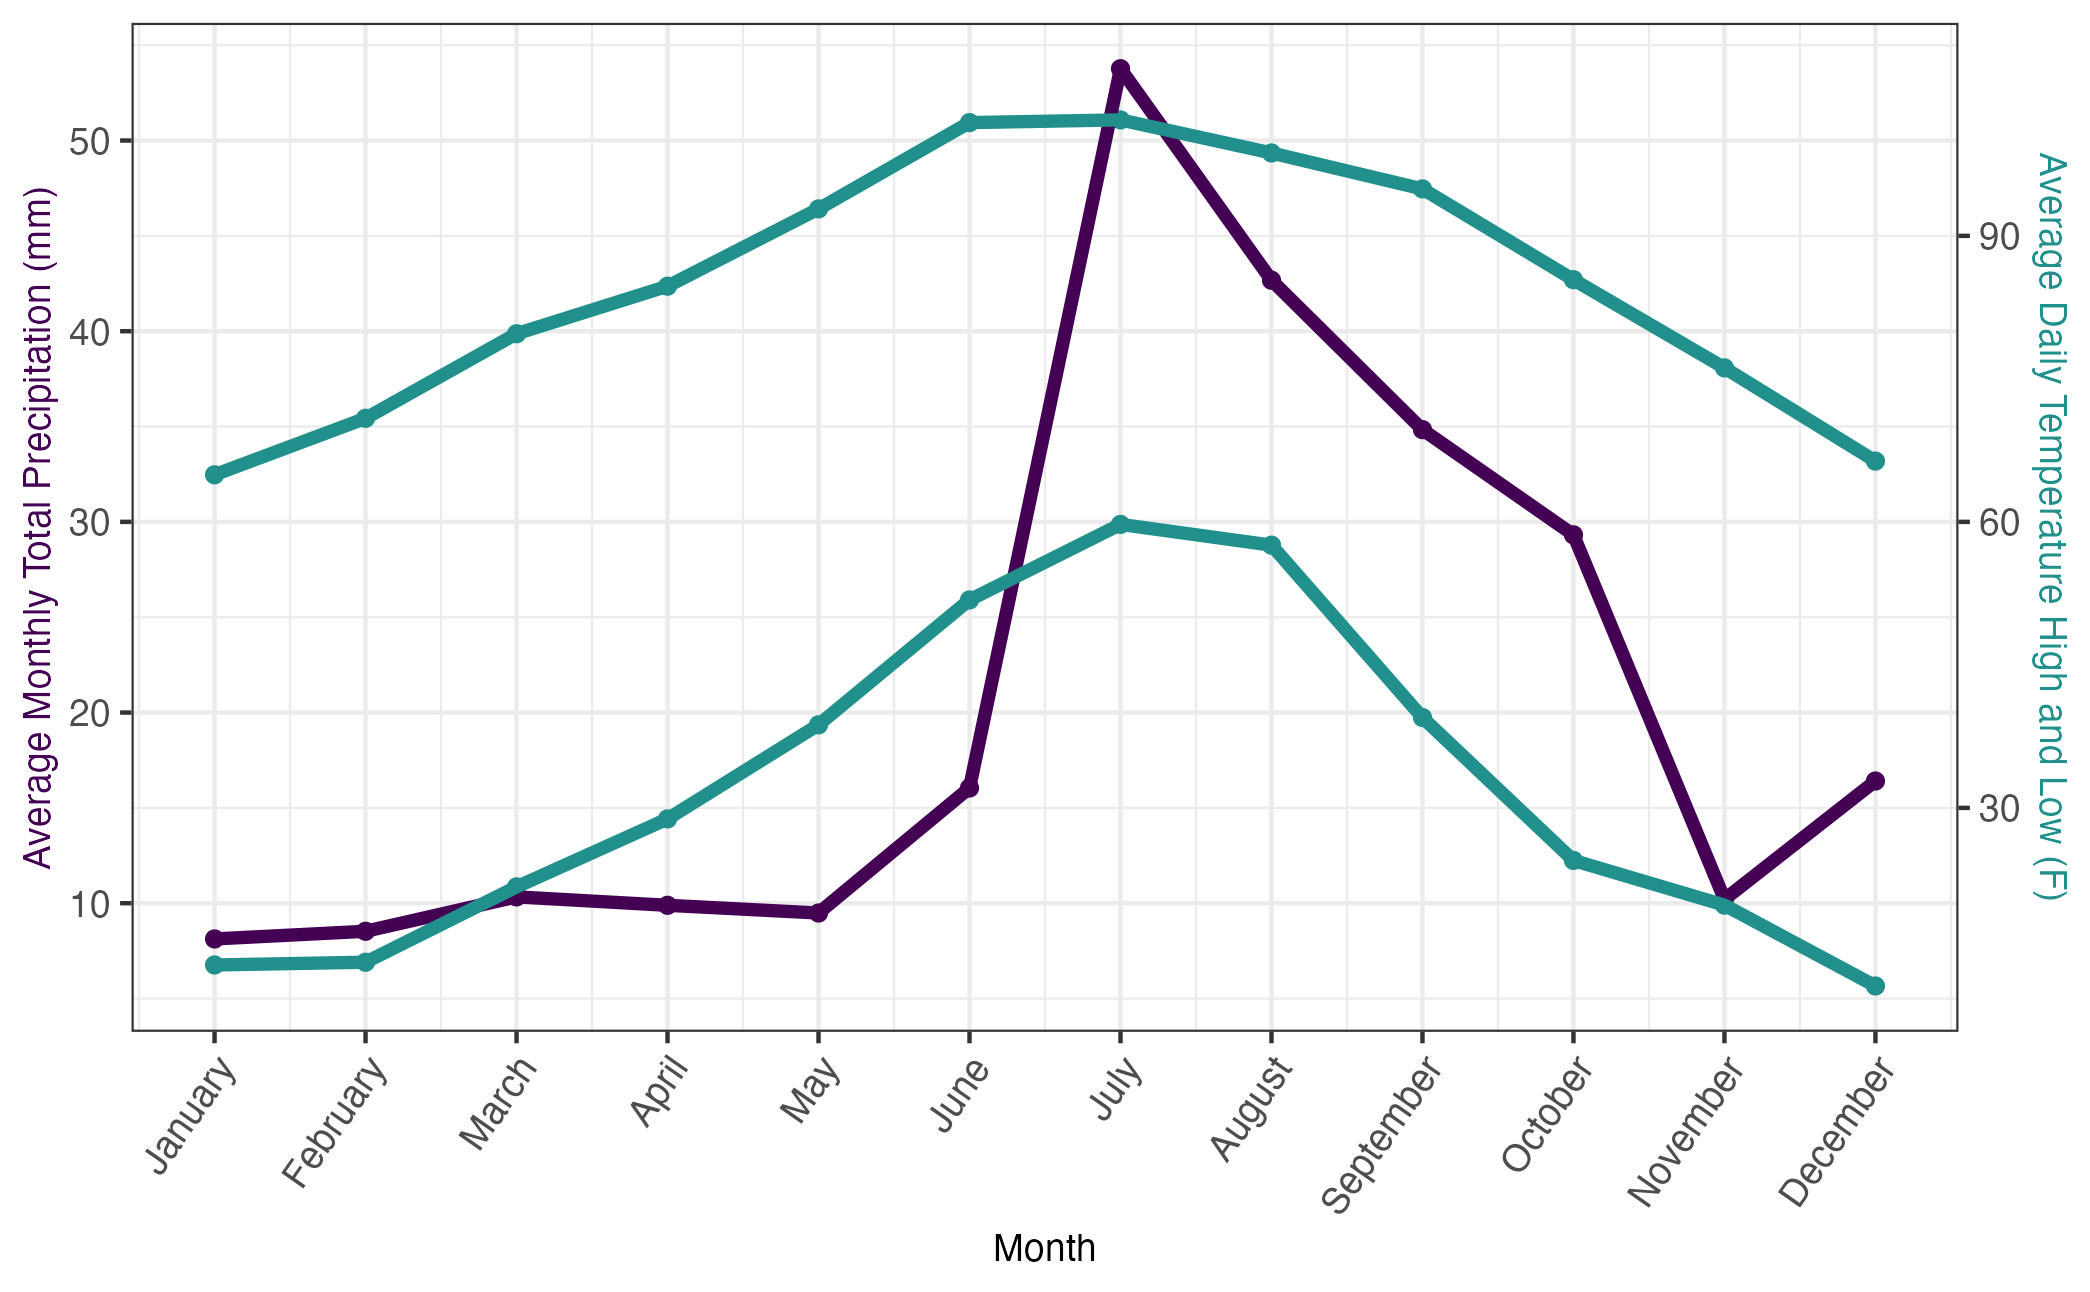 Average Monthly Total Precipitation (mm)
50
40
30
20
10
90
60
30
Average Daily Temperature High and Low (F)
January
February
March
April
May
June
July
August
September
October
November
December
Month